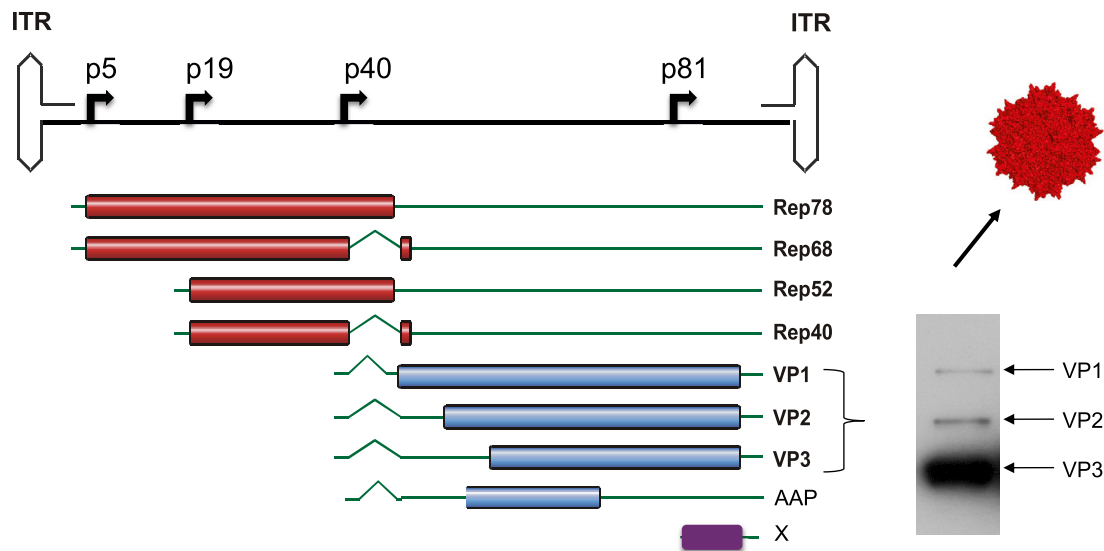 ITR
ITR
p5
p19
p40
p81
Rep78
Rep68
Rep52
Rep40
VP1
VP2
VP3
AAP
X
VP1
VP2
VP3